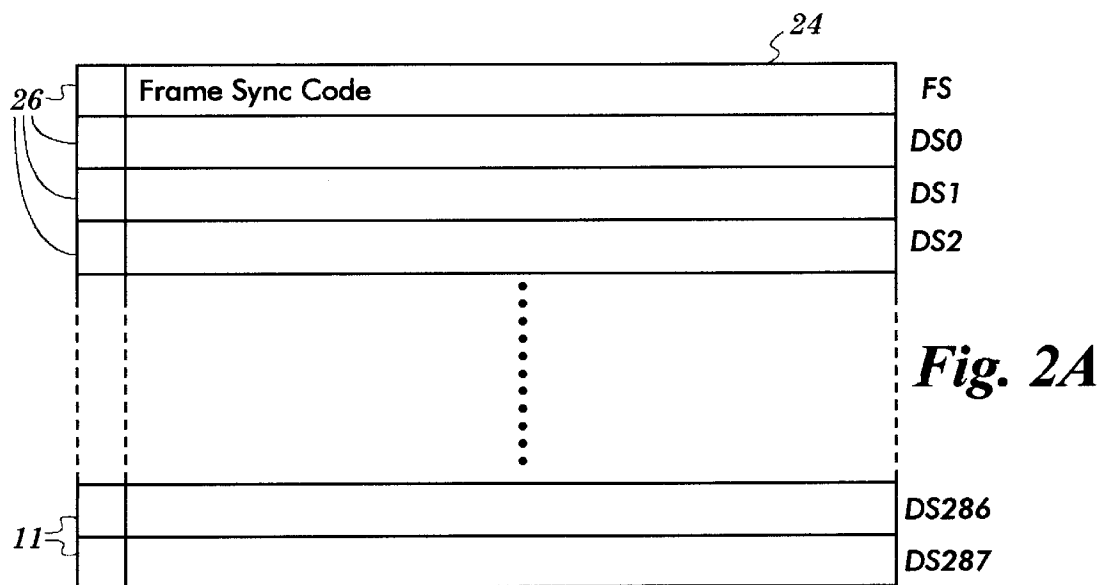 24
26 Frame Sync Code FS
DS0
DS1
DS2
Fig. 2A
DS286
11
DS287